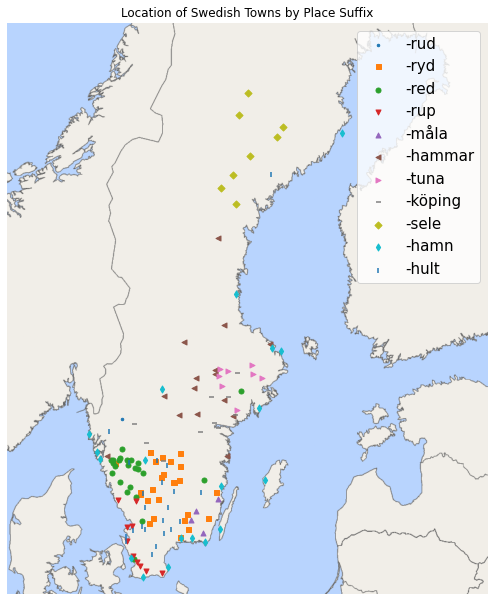 Location of Swedish Towns by Place Suffix
-rud
-ryd
-red
-rup
-måla
-hammar
-tuna
-köping
-sele
-hamn
-hult